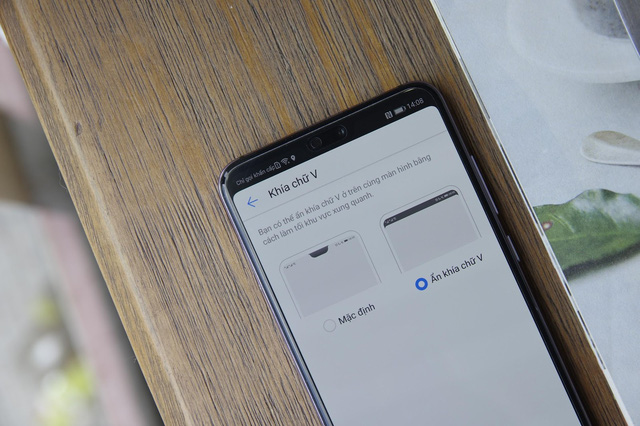 Chỉ gọi khẩn cấp 14:08
Khía chữ V
Bạn có thể ẩn khía chữ V ở trên cùng màn hình bằng
cách làm tối khu vực xung quanh.
Mặc định
Ẩn khía chữ V